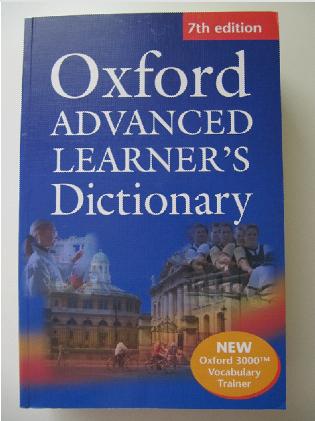 7th edition
Oxford
ADVANCED
LEARNER'S
Dictionary
NEW
Oxford 3000™
Vocabulary
Trainer